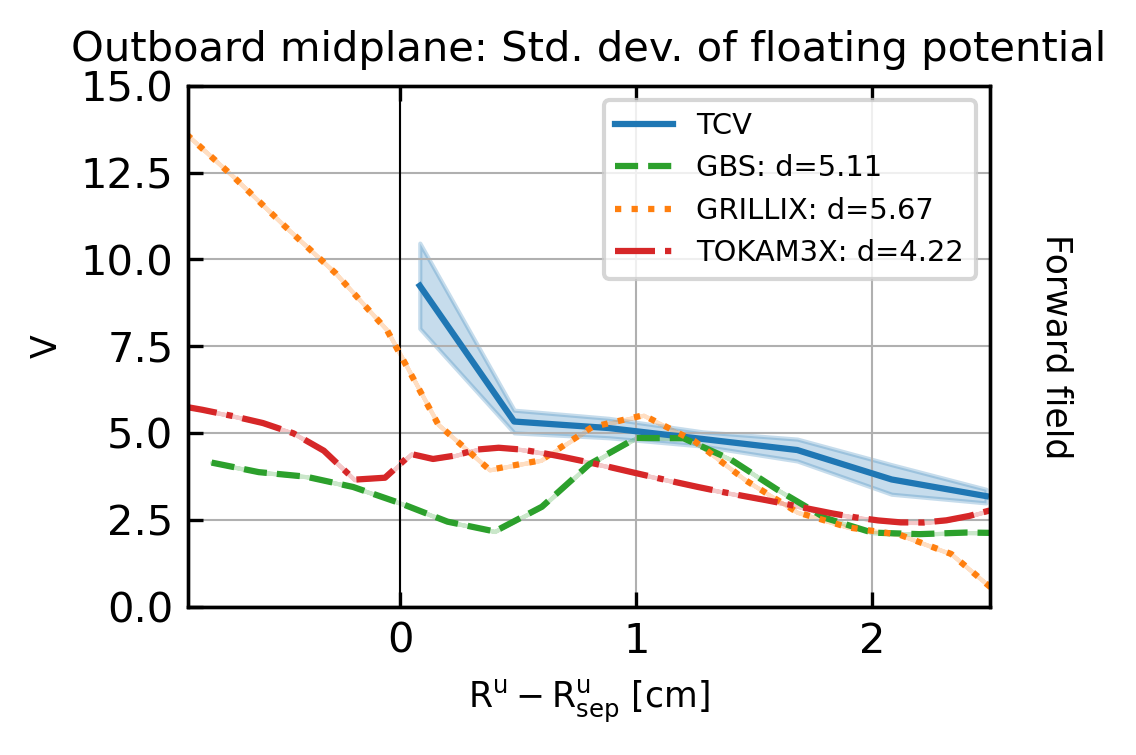 Outboard midplane: Std. dev. of floating potential
15.0
12.5
10.0
7.5
5.0
2.5
0.0
V
TCV
GBS: d=5.11
GRILLIX: d=5.67
TOKAM3X: d=4.22
Forward field
0 1 2
R^u − R^u_sep [cm]